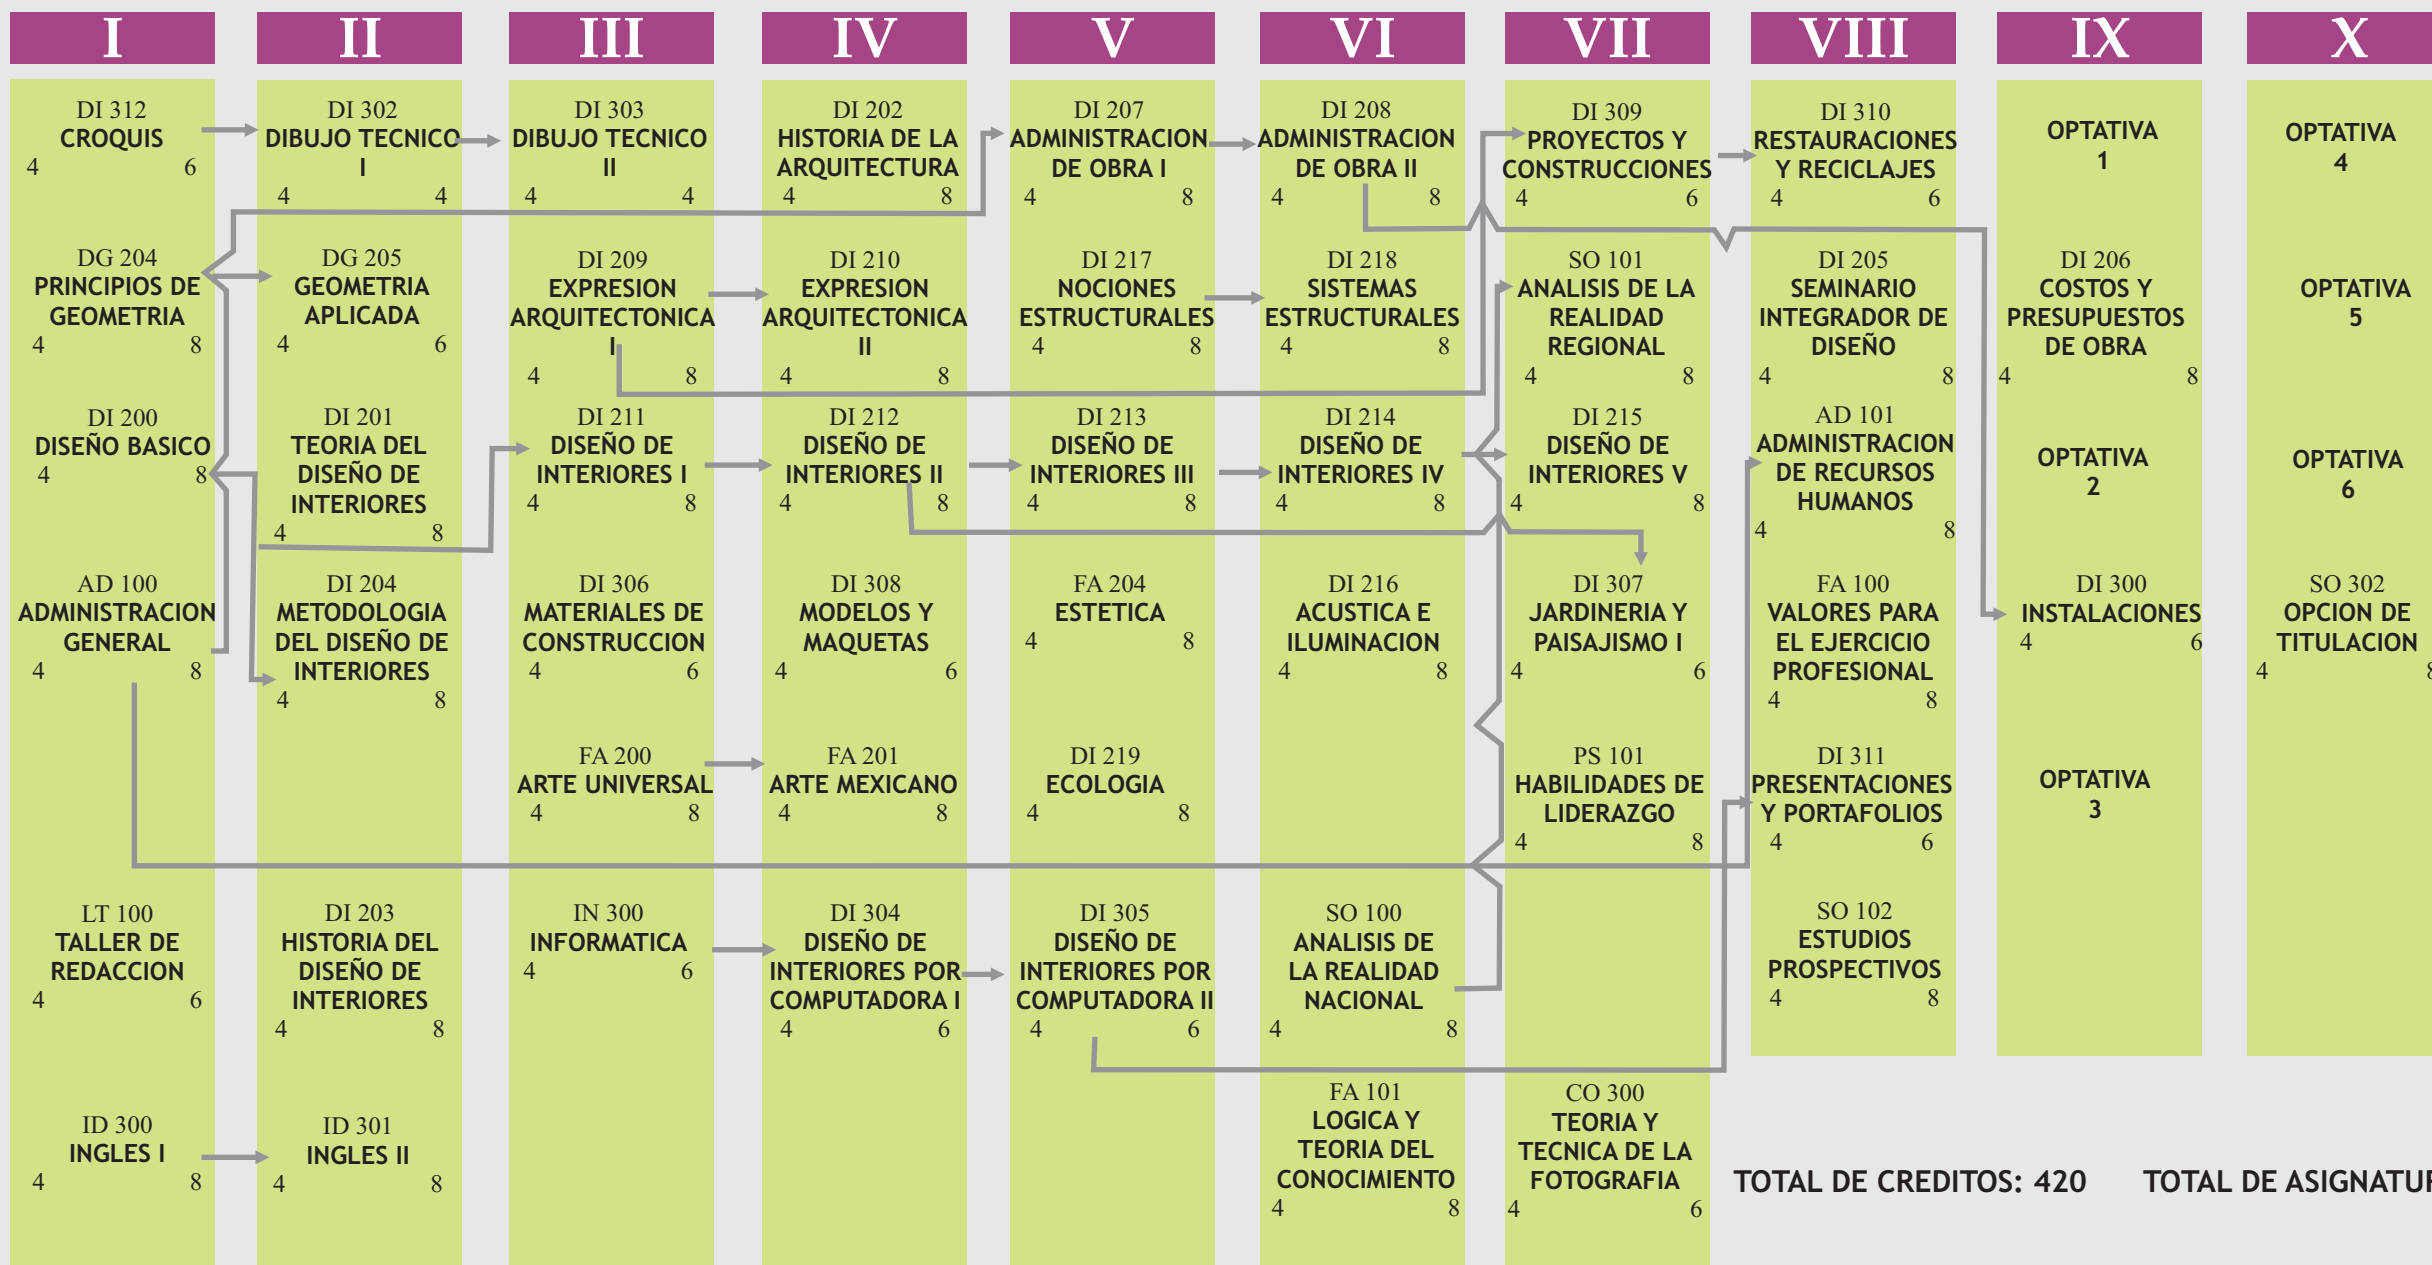 I
II
III
IV
V
VI
VII
VIII
IX
X
DI 312
CROQUIS
4 6
DG 204
PRINCIPIOS DE
GEOMETRIA
4 8
DI 200
DISEÑO BASICO
4 8
AD 100
ADMINISTRACION
GENERAL
4 8
LT 100
TALLER DE
REDACCION
4 6
ID 300
INGLES I
4 8
DI 302
DIBUJO TECNICO
I
4 4
DG 205
GEOMETRIA
APLICADA
4 6
DI 201
TEORIA DEL
DISEÑO DE
INTERIORES
4 8
DI 204
METODOLOGIA
DEL DISEÑO DE
INTERIORES
4 8
DI 203
HISTORIA DEL
DISEÑO DE
INTERIORES
4 8
ID 301
INGLES II
4 8
DI 303
DIBUJO TECNICO
II
4 4
DI 209
EXPRESION
ARQUITECTONICA
I
4 8
DI 211
DISEÑO DE
INTERIORES I
4 8
DI 306
MATERIALES DE
CONSTRUCCION
4 6
FA 200
ARTE UNIVERSAL
4 8
IN 300
INFORMATICA
4 6
DI 202
HISTORIA DE LA
ARQUITECTURA
4 8
DI 210
EXPRESION
ARQUITECTONICA
II
4 8
DI 212
DISEÑO DE
INTERIORES II
4 8
DI 308
MODELOS Y
MAQUETAS
4 6
FA 201
ARTE MEXICANO
4 8
DI 304
DISEÑO DE
INTERIORES POR
COMPUTADORA I
4 6
DI 207
ADMINISTRACION
DE OBRA I
4 8
DI 217
NOCIONES
ESTRUCTURALES
4 8
DI 213
DISEÑO DE
INTERIORES III
4 8
FA 204
ESTETICA
4 8
DI 219
ECOLOGIA
4 8
DI 305
DISEÑO DE
INTERIORES POR
COMPUTADORA II
4 6
DI 208
ADMINISTRACION
DE OBRA II
4 8
DI 218
SISTEMAS
ESTRUCTURALES
4 8
DI 214
DISEÑO DE
INTERIORES IV
4 8
DI 216
ACUSTICA E
ILUMINACION
4 8
SO 100
ANALISIS DE
LA REALIDAD
NACIONAL
4 8
FA 101
LOGICA Y
TEORIA DEL
CONOCIMIENTO
4 8
DI 309
PROYECTOS Y
CONSTRUCCIONES
4 6
SO 101
ANALISIS DE LA
REALIDAD
REGIONAL
4 8
DI 215
DISEÑO DE
INTERIORES V
4 8
DI 307
JARDINERIA Y
PAISAJISMO I
4 6
PS 101
HABILIDADES DE
LIDERAZGO
4 8
CO 300
TEORIA Y
TECNICA DE LA
FOTOGRAFIA
4 6
DI 310
RESTAURACIONES
Y RECICLAJES
4 6
DI 205
SEMINARIO
INTEGRADOR DE
DISEÑO
4 8
AD 101
ADMINISTRACION
DE RECURSOS
HUMANOS
4 8
FA 100
VALORES PARA
EL EJERCICIO
PROFESIONAL
4 8
DI 311
PRESENTACIONES
Y PORTAFOLIOS
4 6
SO 102
ESTUDIOS
PROSPECTIVOS
4 8
OPTATIVA
1
DI 206
COSTOS Y
PRESUPUESTOS
DE OBRA
4 8
OPTATIVA
2
DI 300
INSTALACIONES
4 6
OPTATIVA
3
OPTATIVA
4
OPTATIVA
5
OPTATIVA
6
SO 302
OPCION DE
TITULACION
4 8
TOTAL DE CREDITOS: 420 TOTAL DE